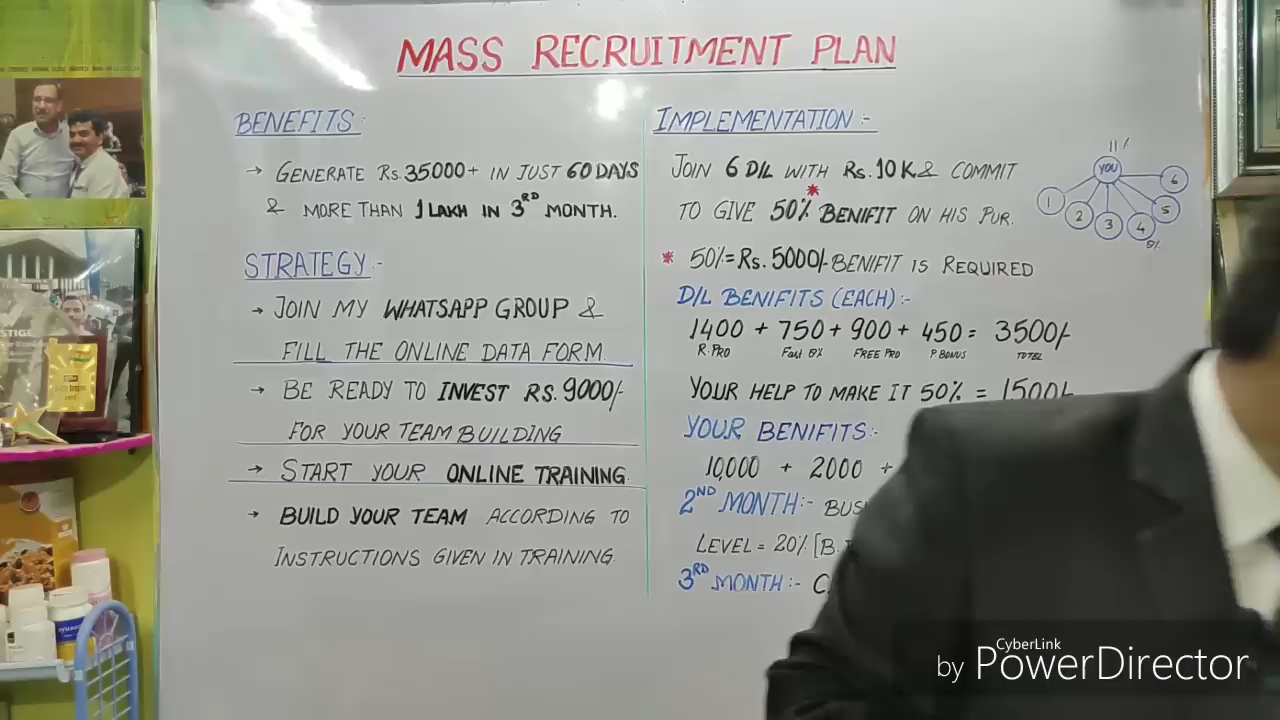 MASS RECRUITMENT PLAN
BENEFITS:
→ GENERATE Rs.35000+ IN JUST 60 DAYS
& MORE THAN 1 LAKH IN 3RD MONTH.
STRATEGY:-
→ JOIN MY WHATSAPP GROUP &
FILL THE ONLINE DATA FORM.
→ BE READY TO INVEST RS. 9000/-
FOR YOUR TEAM BUILDING
→ START YOUR ONLINE TRAINING.
→ BUILD YOUR TEAM ACCORDING TO
INSTRUCTIONS GIVEN IN TRAINING.
IMPLEMENTATION:-
JOIN 6 D/L WITH Rs. 10 K & COMMIT
TO GIVE 50%* BENIFIT ON HIS PUR.
* 50% = Rs. 5000/- BENIFIT IS REQUIRED
D/L BENIFITS (EACH):-
1400 + 750 + 900 + 450 = 3500/-
R.PRO FREE PRO P.BONUS TOTAL
YOUR HELP TO MAKE IT 50% = 1500/-
YOUR BENIFITS:-
10,000 + 2000 +
2ND MONTH:- BUSI
LEVEL = 20% [B.
3RD MONTH:- C
11%
YOU
1 2 3 4 5 6
8%
CyberLink
by PowerDirector